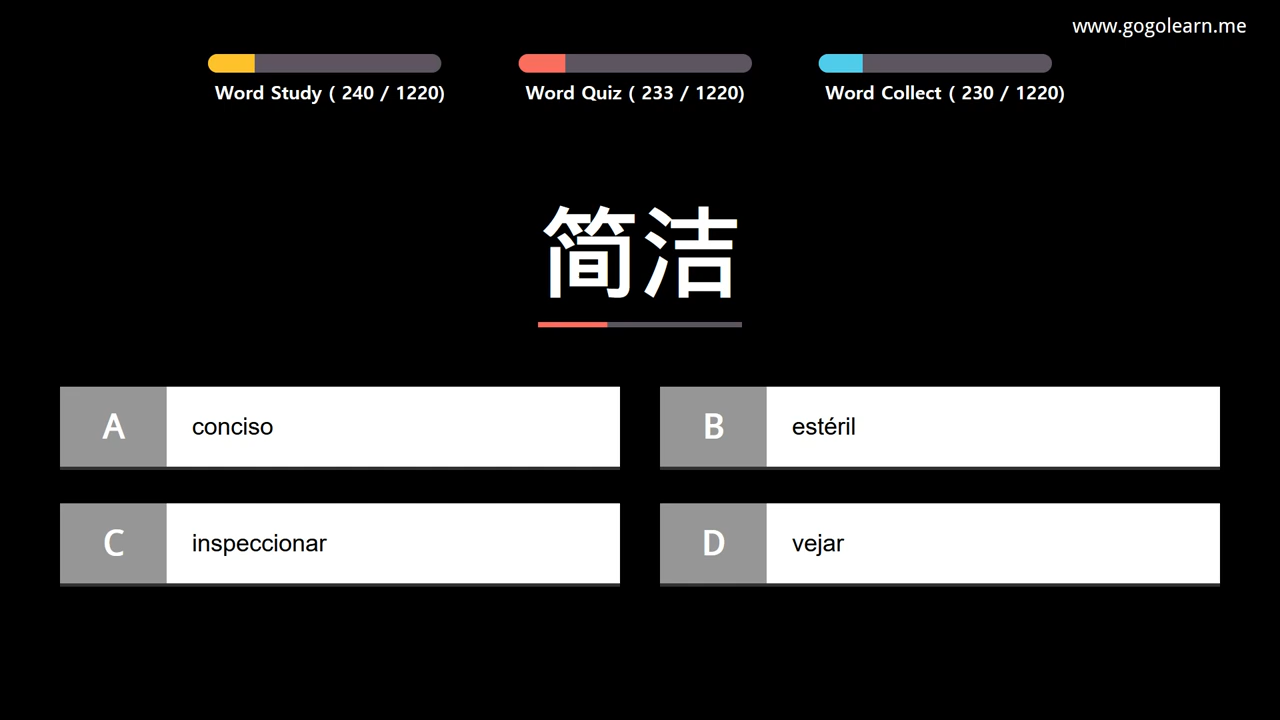 www.gogolearn.me
Word Study ( 240 / 1220)
Word Quiz ( 233 / 1220)
Word Collect ( 230 / 1220)
简洁
A conciso
B estéril
C inspeccionar
D vejar